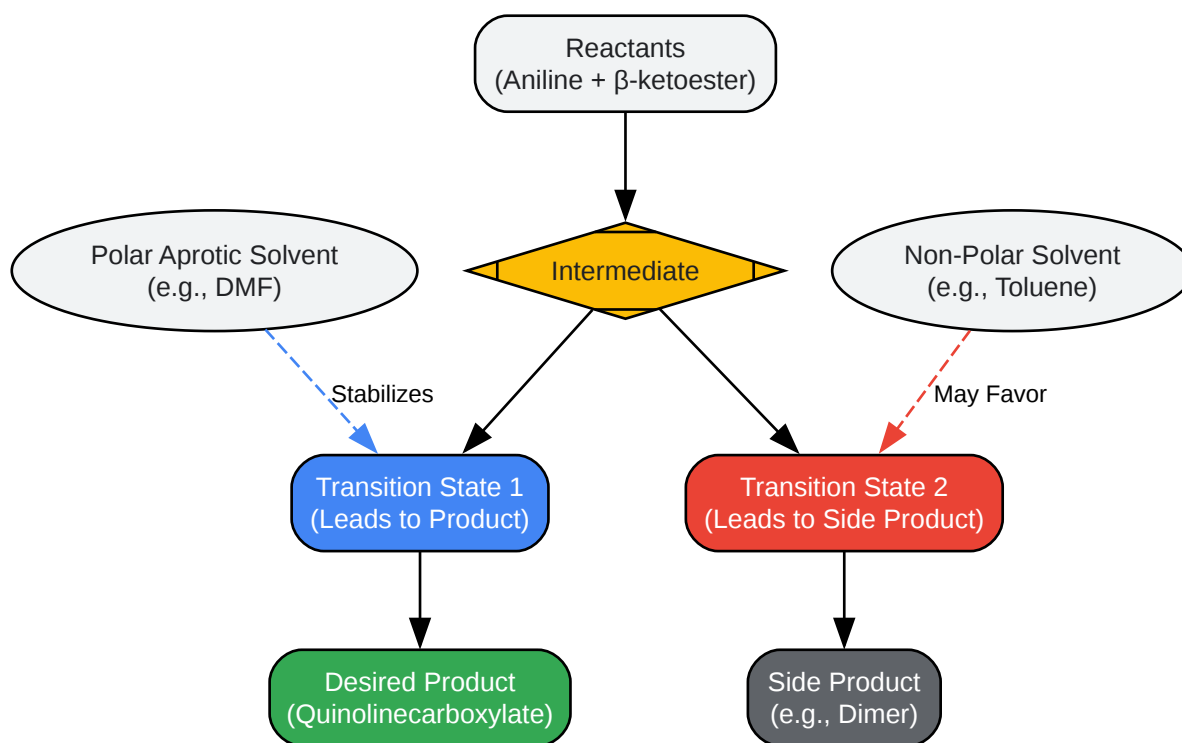 Reactants
(Aniline + β-ketoester)
Polar Aprotic Solvent
(e.g., DMF)
Intermediate
Non-Polar Solvent
(e.g., Toluene)
Stabilizes
May Favor
Transition State 1
(Leads to Product)
Transition State 2
(Leads to Side Product)
Desired Product
(Quinolinecarboxylate)
Side Product
(e.g., Dimer)